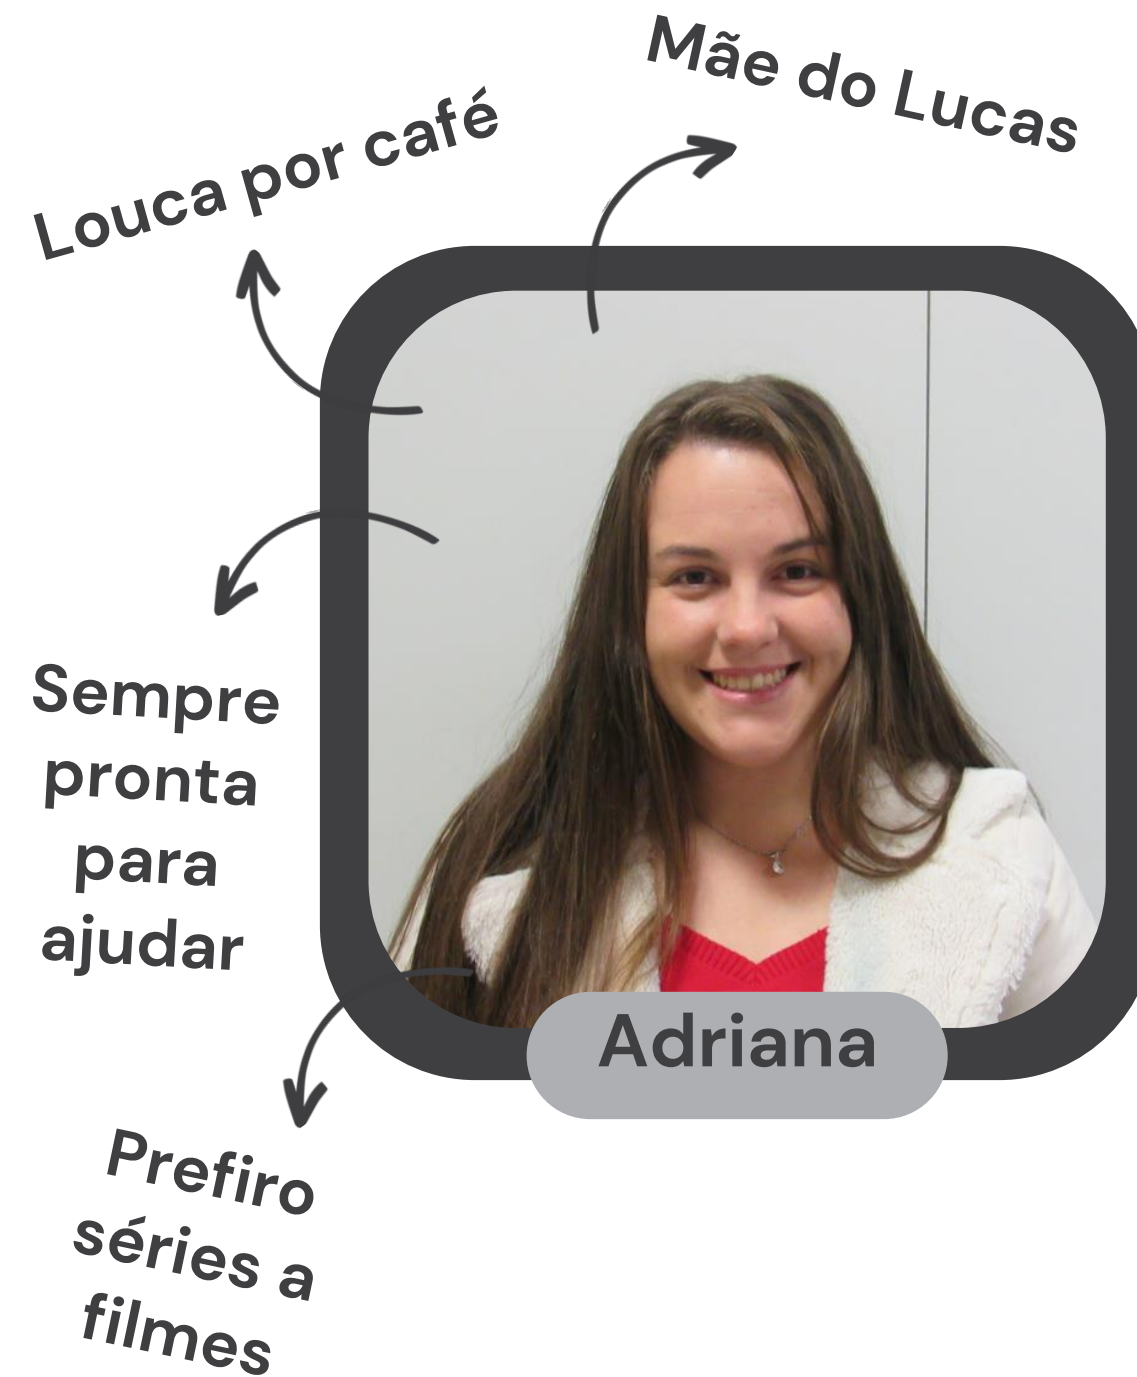 Mãe do Lucas
Louca por café
Sempre
pronta
para
ajudar
Adriana
Prefiro
séries a
filmes